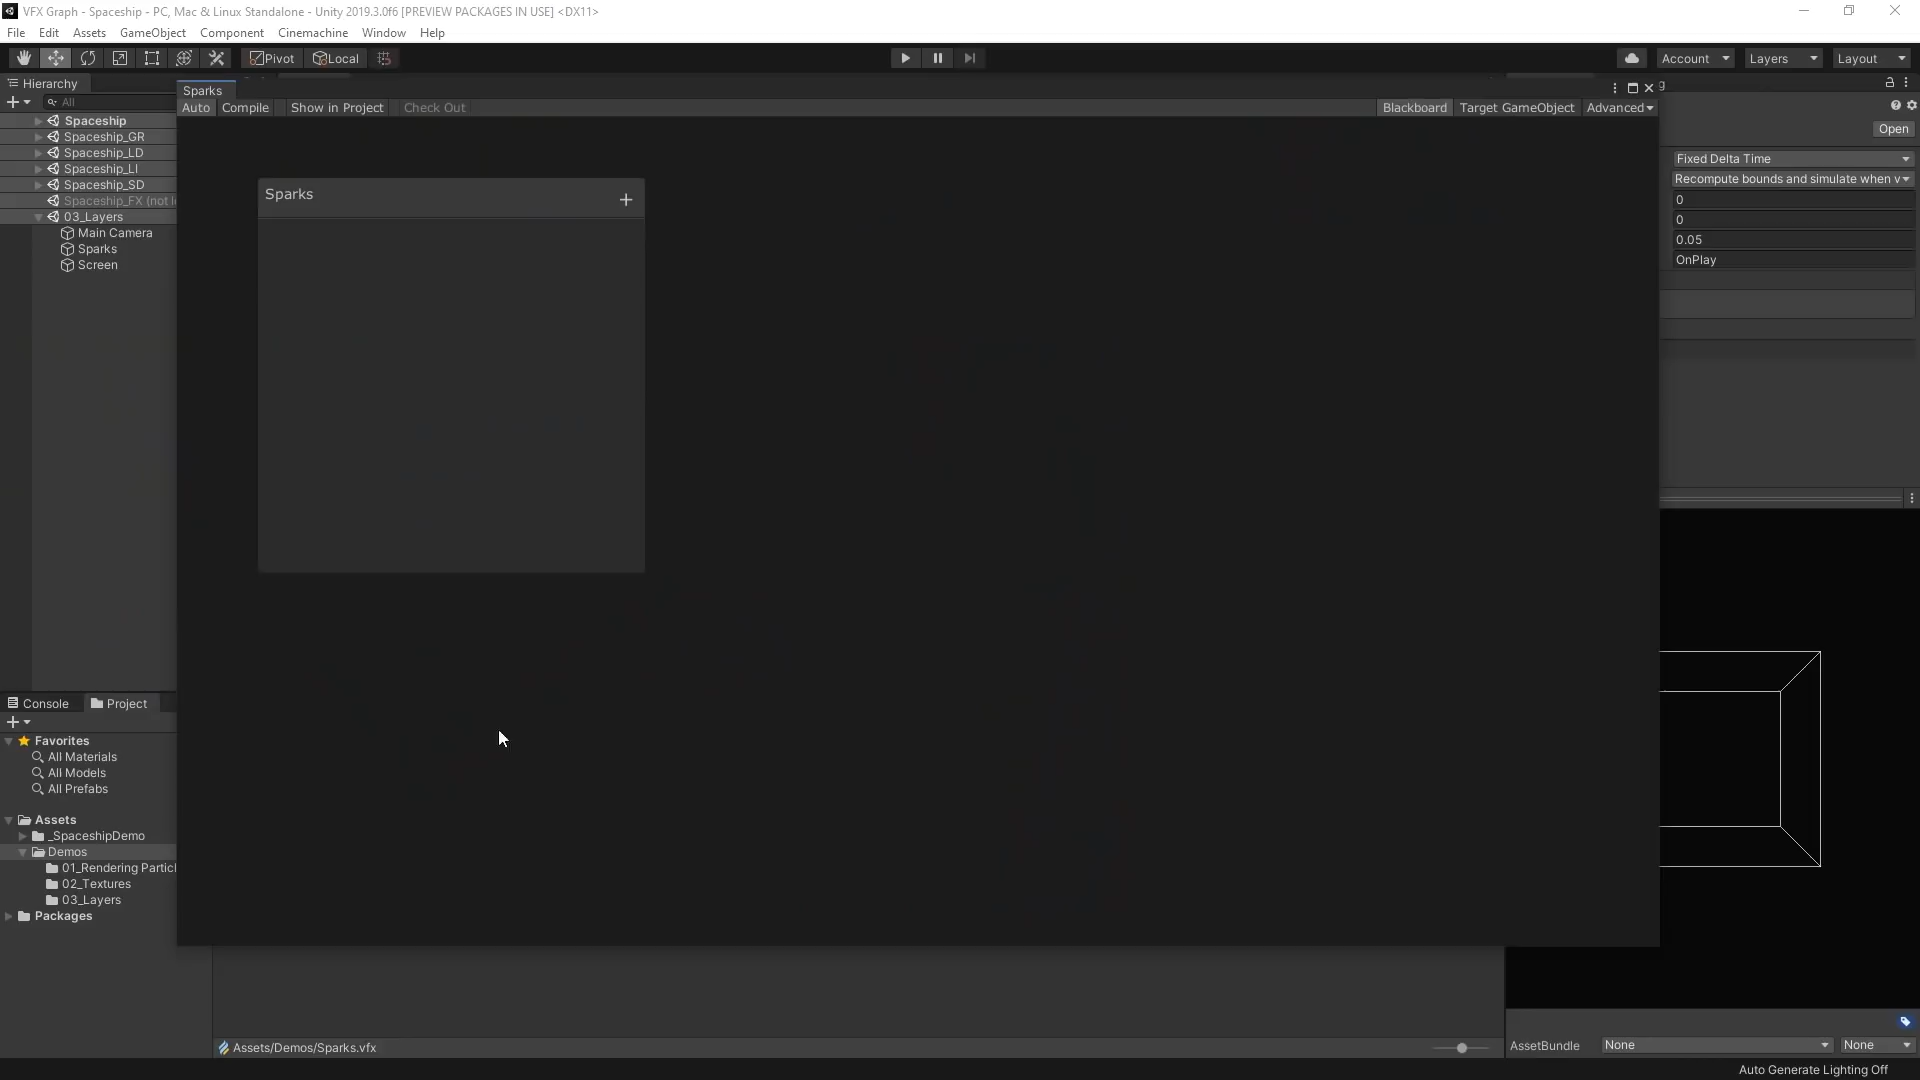 VFX Graph - Spaceship - PC, Mac & Linux Standalone - Unity 2019.3.0f6 [PREVIEW PACKAGES IN USE] <DX11>
File Edit Assets GameObject Component Cinemachine Window Help
Pivot Local Account Layers Layout
Hierarchy
All
Spaceship
Spaceship_GR
Spaceship_LD
Spaceship_LI
Spaceship_SD
Spaceship_FX (not l
03_Layers
Main Camera
Sparks
Screen
Sparks
Auto Compile Show in Project Check Out Blackboard Target GameObject Advanced
Sparks
+
Open
Fixed Delta Time
Recompute bounds and simulate when v
0
0
0.05
OnPlay
Console Project
Favorites
All Materials
All Models
All Prefabs
Assets
_SpaceshipDemo
Demos
01_Rendering Particl
02_Textures
03_Layers
Packages
Assets/Demos/Sparks.vfx
AssetBundle None None
Auto Generate Lighting Off